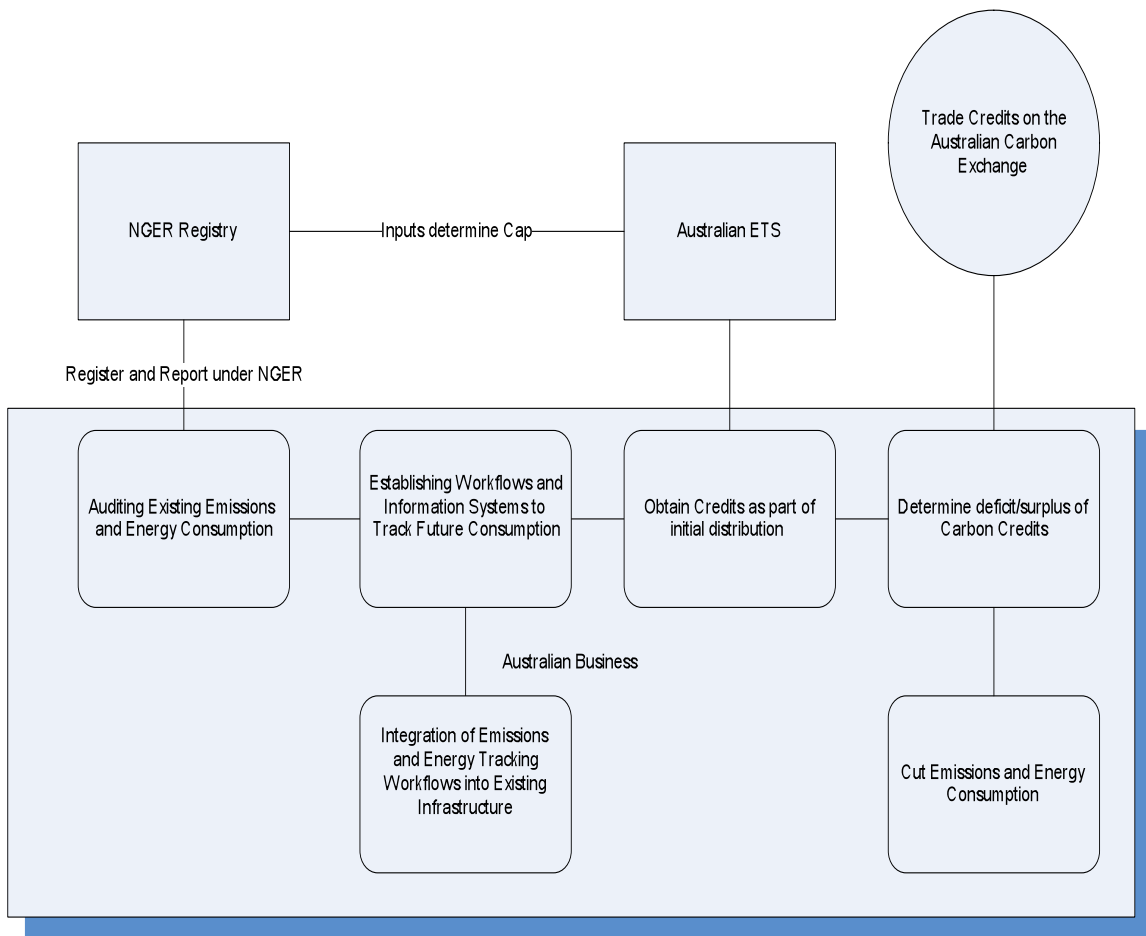 Trade Credits on the
Australian Carbon
Exchange
NGER Registry
Inputs determine Cap
Australian ETS
Register and Report under NGER
Auditing Existing Emissions
and Energy Consumption
Establishing Workflows and
Information Systems to
Track Future Consumption
Obtain Credits as part of
initial distribution
Determine deficit/surplus of
Carbon Credits
Australian Business
Integration of Emissions
and Energy Tracking
Workflows into Existing
Infrastructure
Cut Emissions and Energy
Consumption